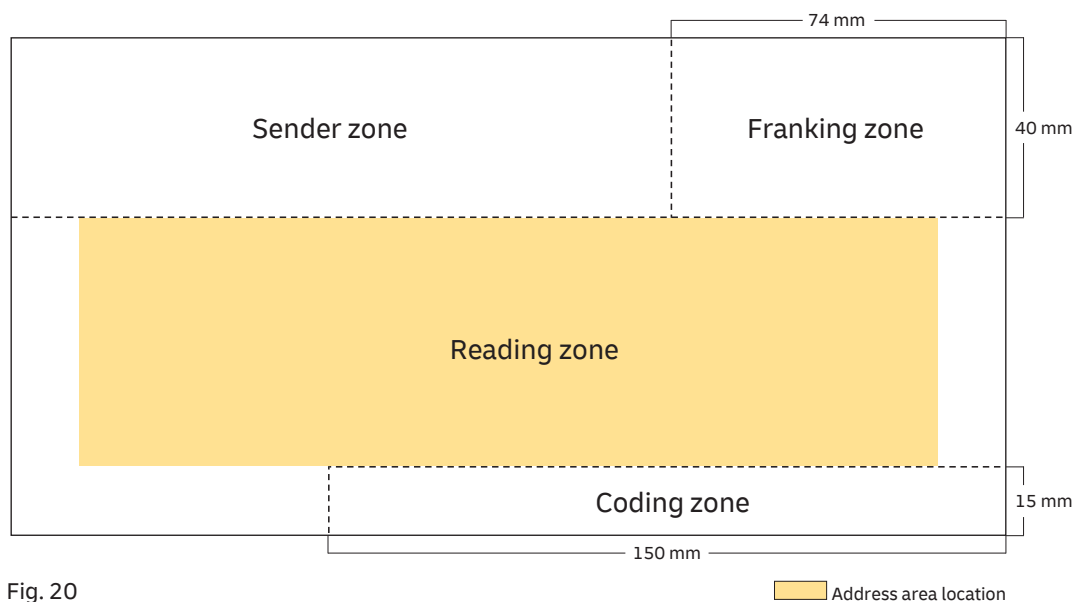 74 mm
Sender zone
Franking zone
40 mm
Reading zone
Coding zone
15 mm
150 mm
Fig. 20
Address area location